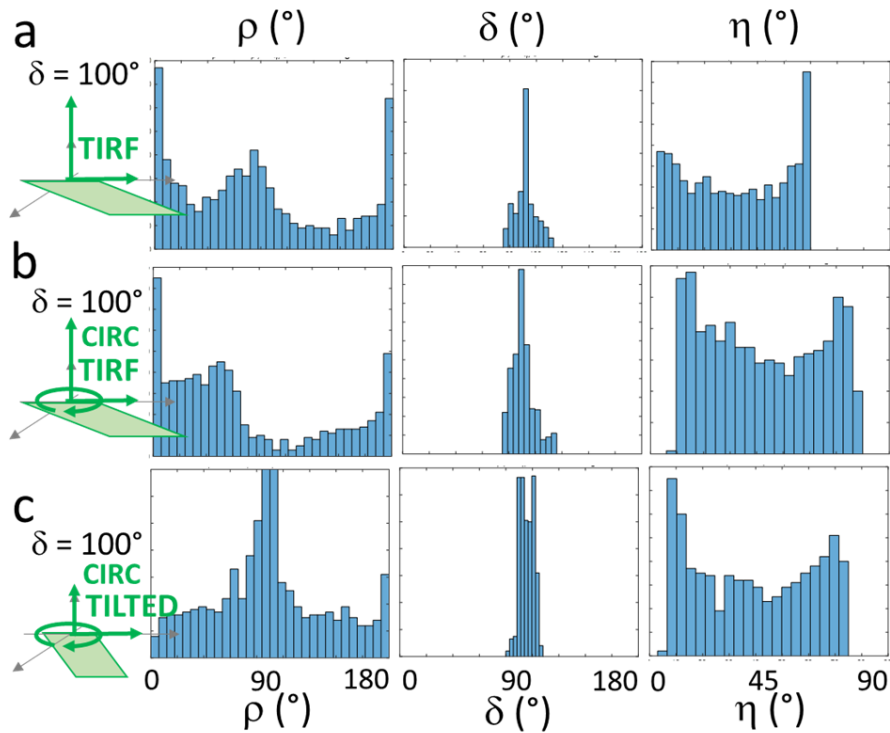 ρ (°) δ (°) η (°)
a
δ = 100°
TIRF
b
δ = 100°
CIRC
TIRF
c
δ = 100°
CIRC
TILTED
0 90 180 0 90 180 0 45 90
ρ (°) δ (°) η (°)